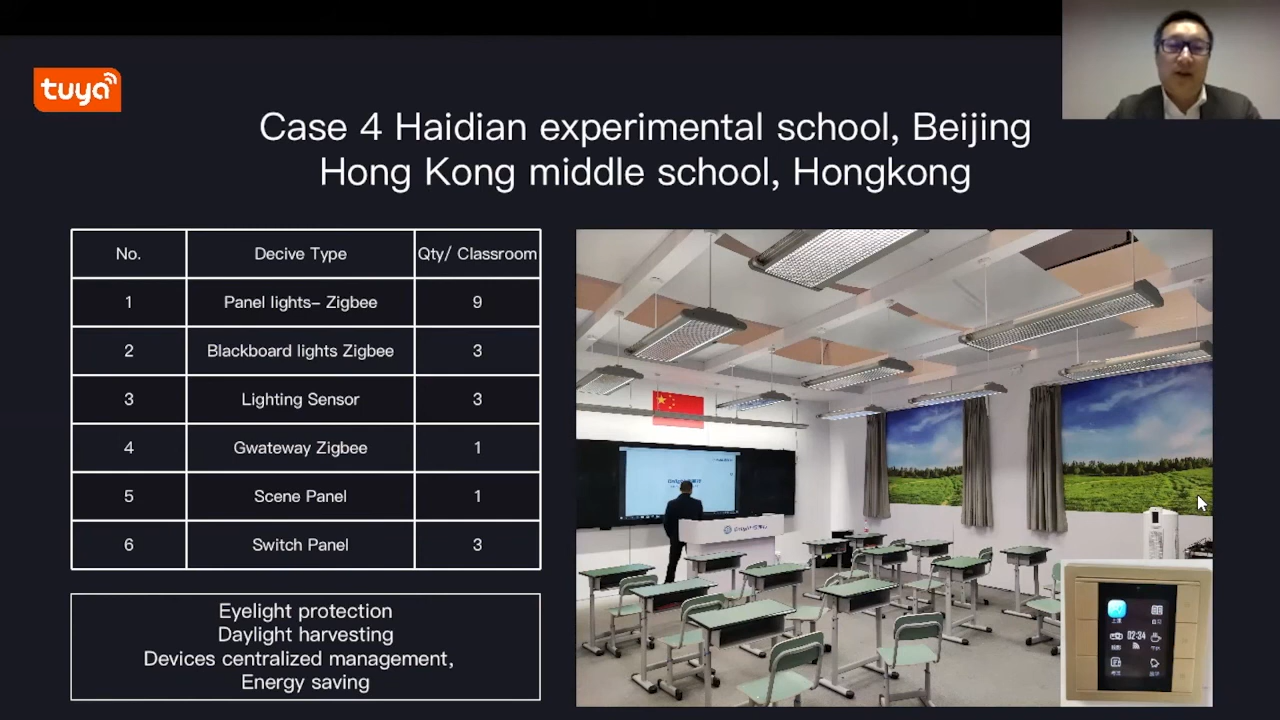 tuya
Case 4 Haidian experimental school, Beijing
Hong Kong middle school, Hongkong
No. Decive Type Qty/ Classroom
1 Panel lights– Zigbee 9
2 Blackboard lights Zigbee 3
3 Lighting Sensor 3
4 Gwateway Zigbee 1
5 Scene Panel 1
6 Switch Panel 3
Eyelight protection
Daylight harvesting
Devices centralized management,
Energy saving
02:34